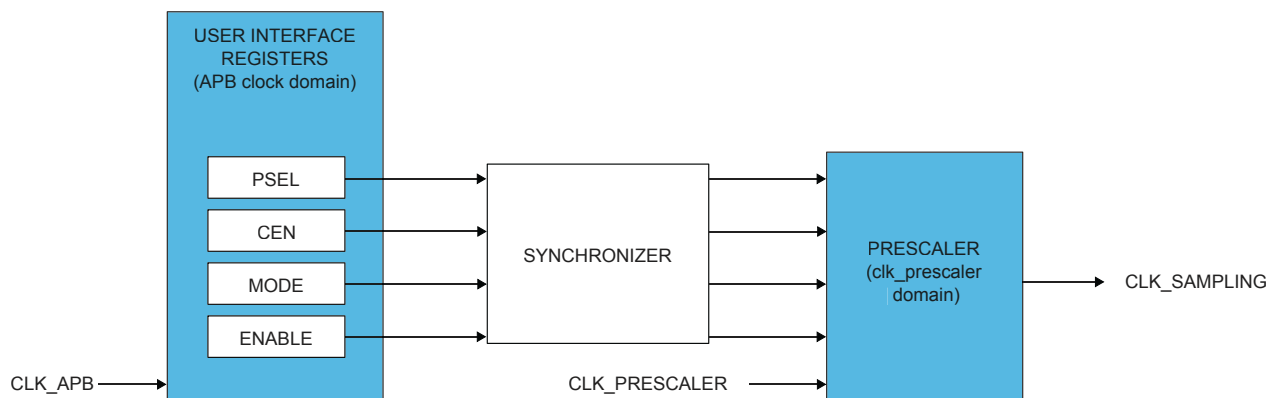 USER INTERFACE
REGISTERS
(APB clock domain)
PSEL
CEN
MODE
ENABLE
CLK_APB
SYNCHRONIZER
CLK_PRESCALER
PRESCALER
(clk_prescaler
domain)
CLK_SAMPLING